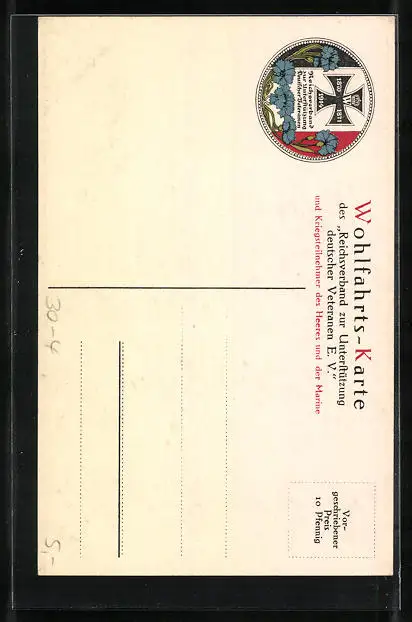 Wohlfahrts-Karte
des „Reichsverband zur Unterſtützung
deutscher Veteranen E. V."
und Kriegsteilnehmer des Heeres und der Marine
Reichsverband
zur Unterſtützung
Deutſcher Veteranen
1870 1871
W
1914
Vor-
geschriebener
Preis
10 Pfennig
30-4
5,-